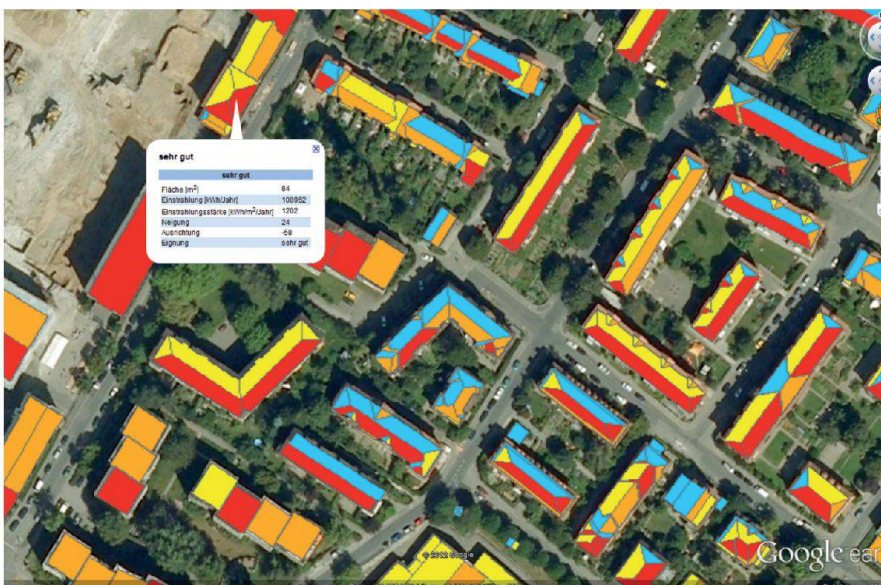 sehr gut
sehr gut
Fläche [m²] 84
Einstrahlung [kWh/Jahr] 100962
Einstrahlungsstärke [kWh/m²/Jahr] 1202
Neigung 24
Ausrichtung -58
Eignung sehr gut
© 2012 Google
Google ear